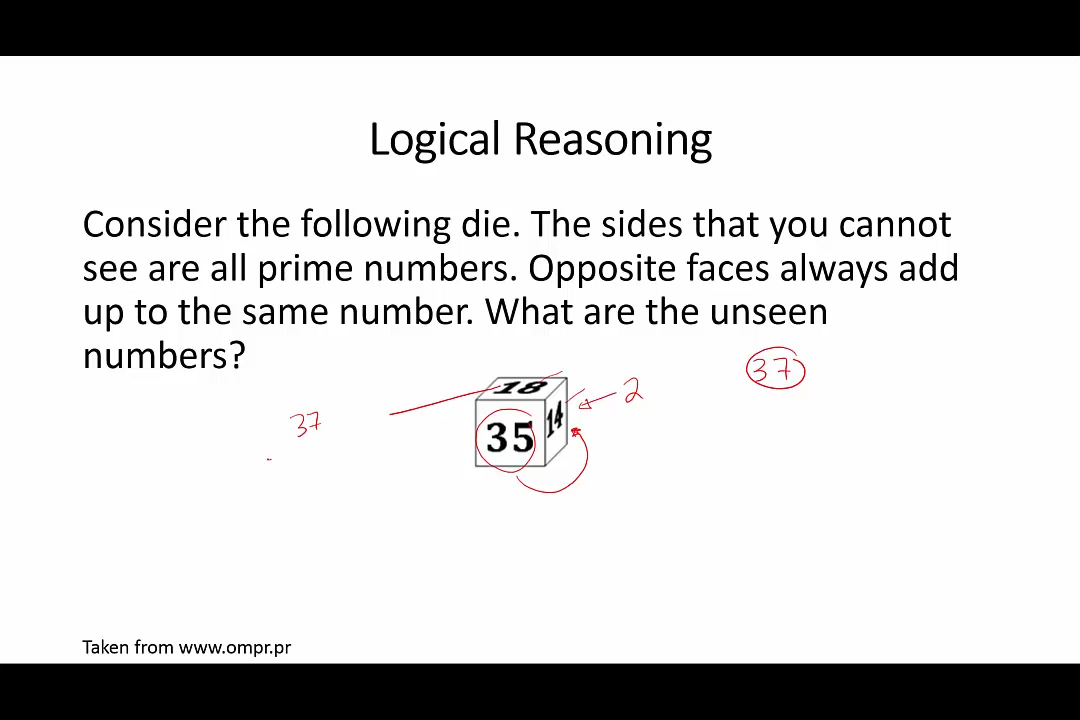 Logical Reasoning
Consider the following die. The sides that you cannot
see are all prime numbers. Opposite faces always add
up to the same number. What are the unseen
numbers?
37
18
2
14
35
37
Taken from www.ompr.pr